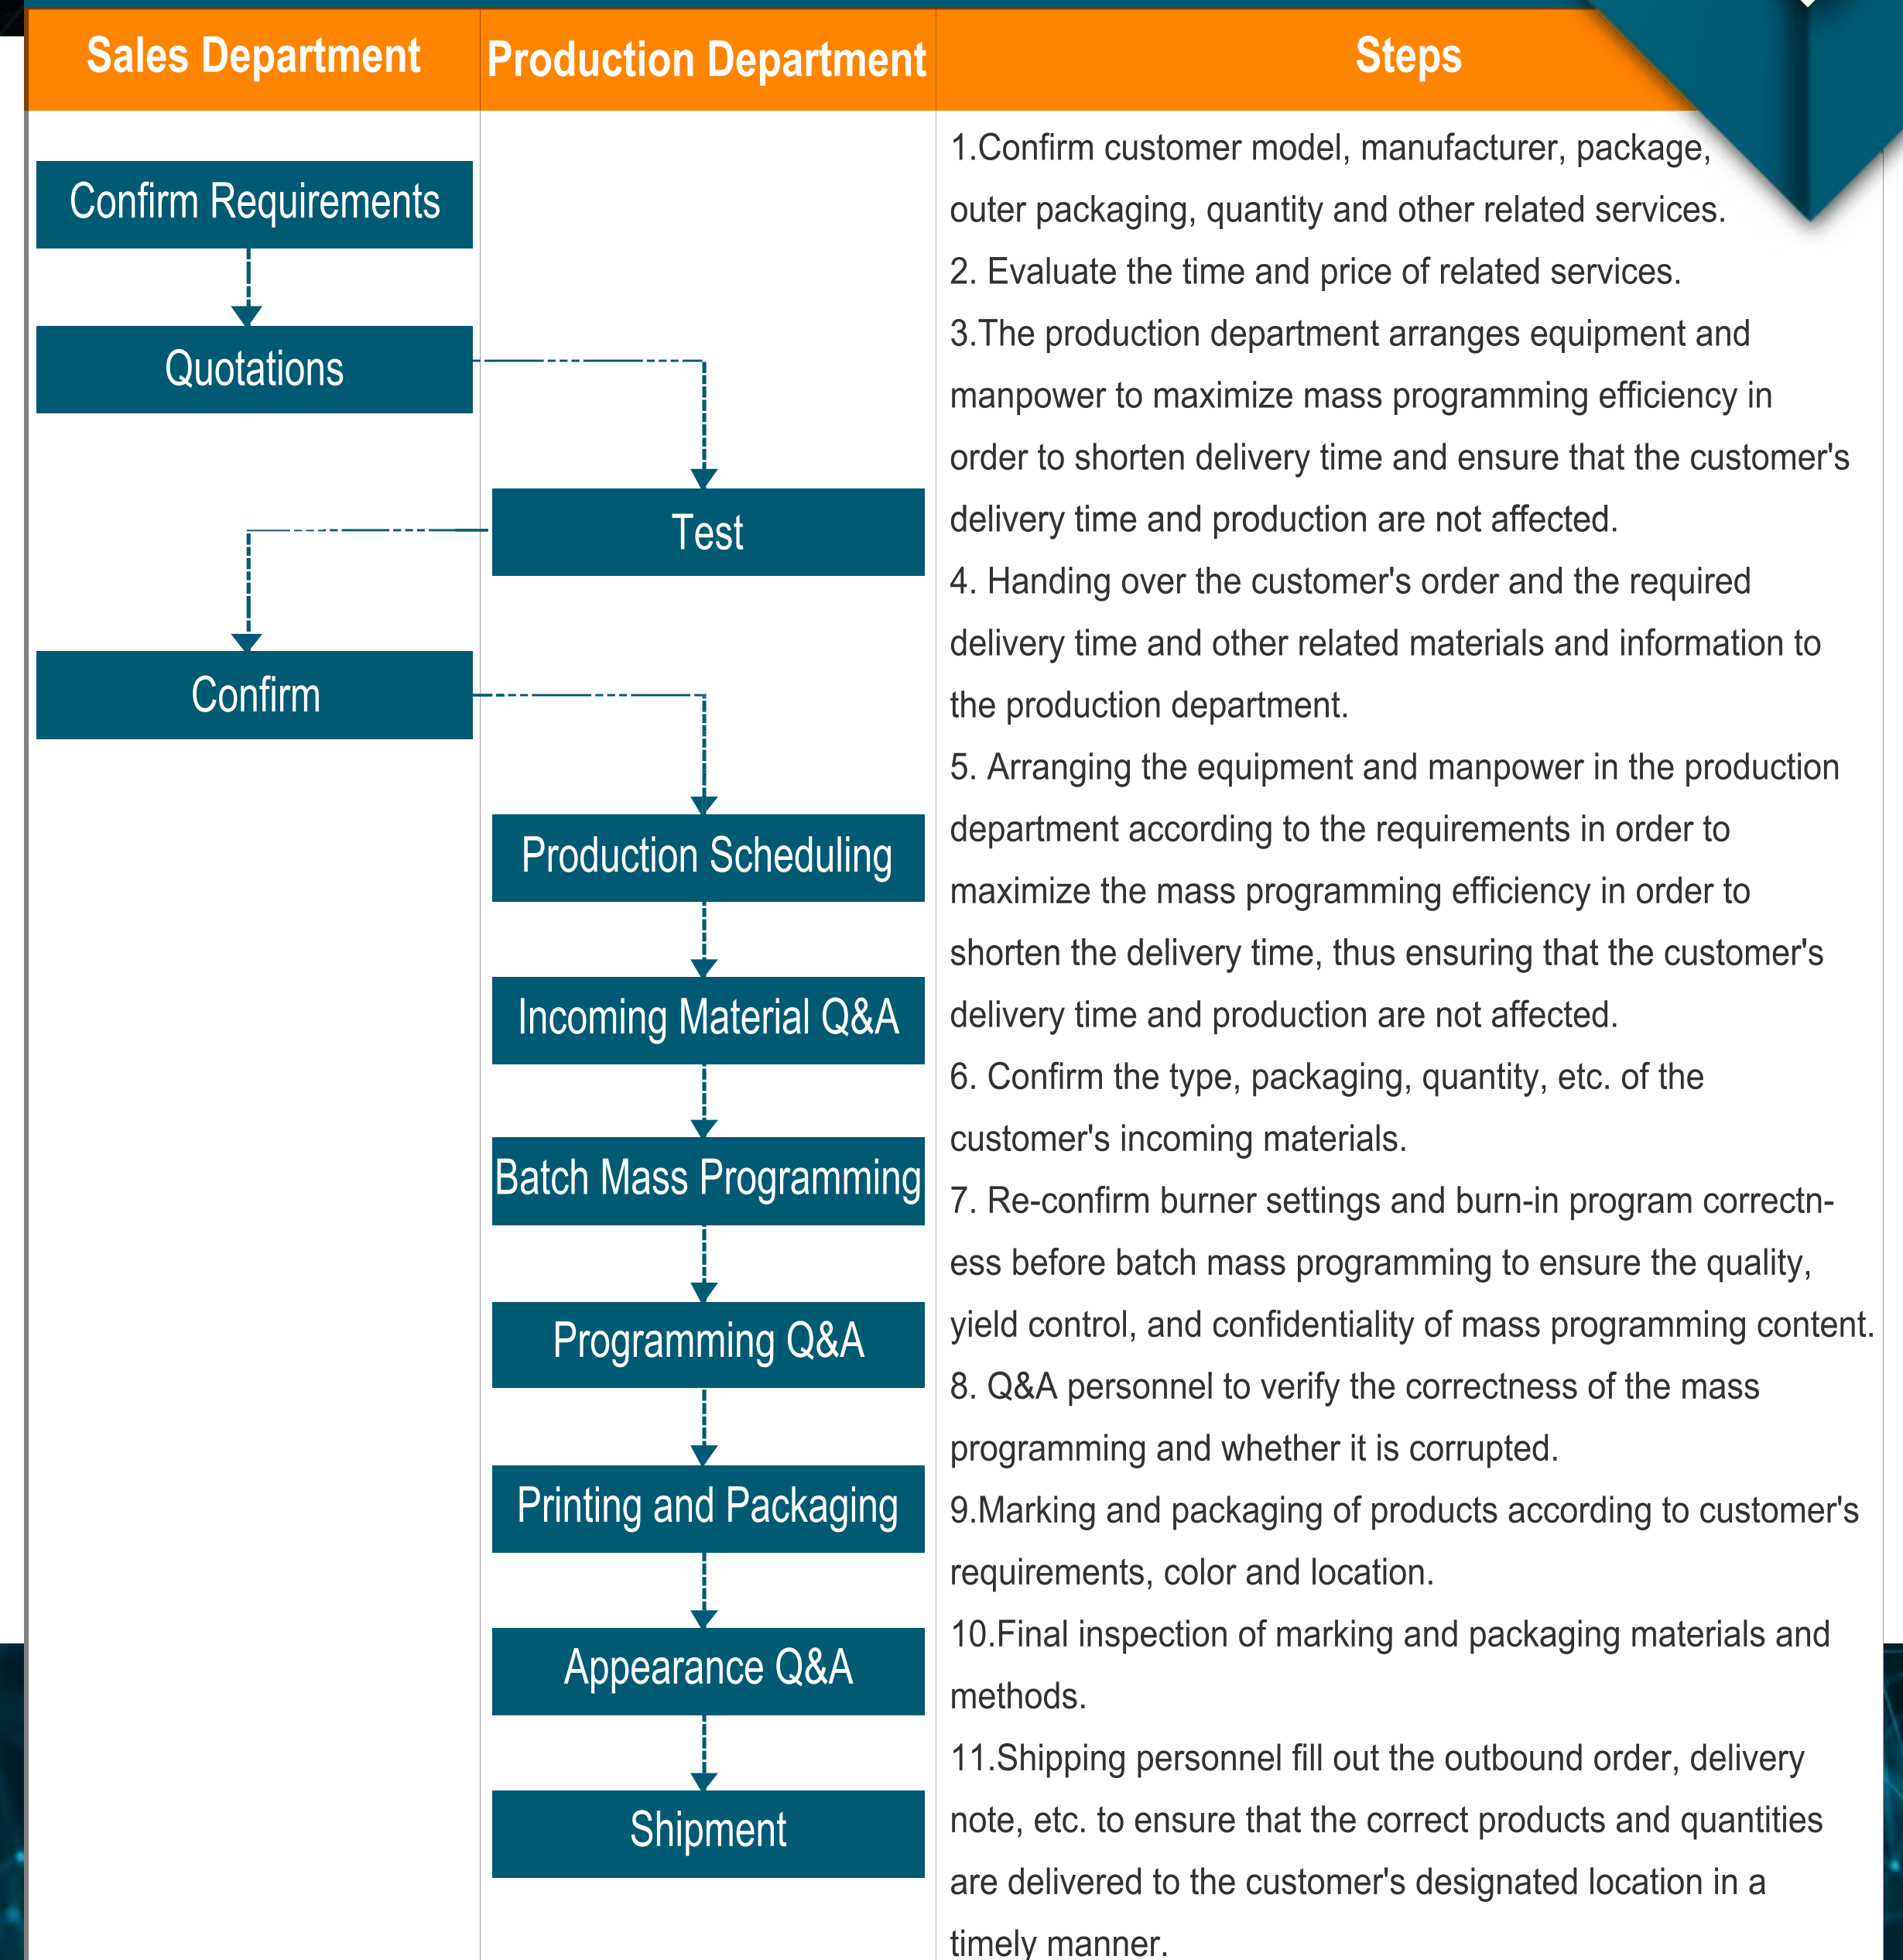 Sales Department
Production Department
Steps
Confirm Requirements
Quotations
Test
Confirm
Production Scheduling
Incoming Material Q&A
Batch Mass Programming
Programming Q&A
Printing and Packaging
Appearance Q&A
Shipment
1.Confirm customer model, manufacturer, package,
outer packaging, quantity and other related services.
2. Evaluate the time and price of related services.
3.The production department arranges equipment and
manpower to maximize mass programming efficiency in
order to shorten delivery time and ensure that the customer's
delivery time and production are not affected.
4. Handing over the customer's order and the required
delivery time and other related materials and information to
the production department.
5. Arranging the equipment and manpower in the production
department according to the requirements in order to
maximize the mass programming efficiency in order to
shorten the delivery time, thus ensuring that the customer's
delivery time and production are not affected.
6. Confirm the type, packaging, quantity, etc. of the
customer's incoming materials.
7. Re-confirm burner settings and burn-in program correctn-
ess before batch mass programming to ensure the quality,
yield control, and confidentiality of mass programming content.
8. Q&A personnel to verify the correctness of the mass
programming and whether it is corrupted.
9.Marking and packaging of products according to customer's
requirements, color and location.
10.Final inspection of marking and packaging materials and
methods.
11.Shipping personnel fill out the outbound order, delivery
note, etc. to ensure that the correct products and quantities
are delivered to the customer's designated location in a
timely manner.